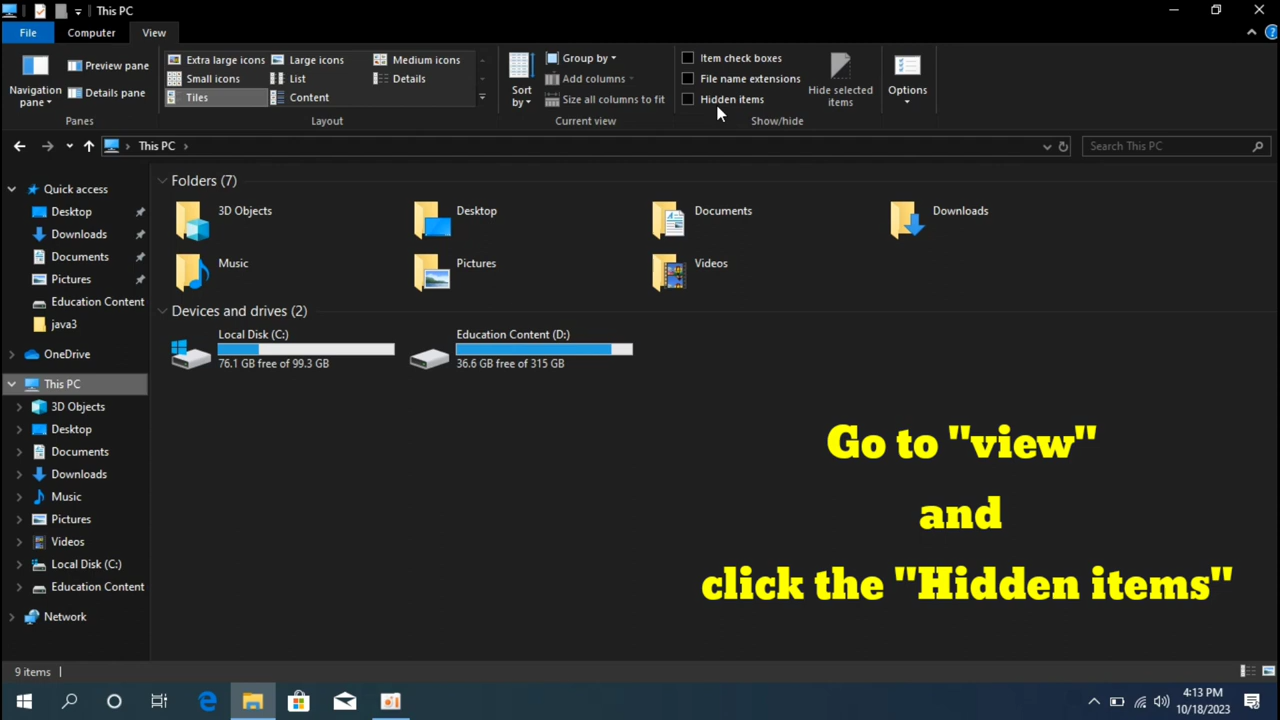 This PC
File
Computer
View
Navigation
pane
Preview pane
Details pane
Panes
Extra large icons
Large icons
Medium icons
Small icons
List
Details
Tiles
Content
Layout
Sort
by
Group by
Add columns
Size all columns to fit
Current view
Item check boxes
File name extensions
Hidden items
Hide selected
items
Show/hide
Options
This PC
Search This PC
Quick access
Desktop
Downloads
Documents
Pictures
Education Content
java3
OneDrive
This PC
3D Objects
Desktop
Documents
Downloads
Music
Pictures
Videos
Local Disk (C:)
Education Content
Network
Folders (7)
3D Objects
Desktop
Documents
Downloads
Music
Pictures
Videos
Devices and drives (2)
Local Disk (C:)
76.1 GB free of 99.3 GB
Education Content (D:)
36.6 GB free of 315 GB
Go to "view"
and
click the "Hidden items"
9 items
4:13 PM
10/18/2023